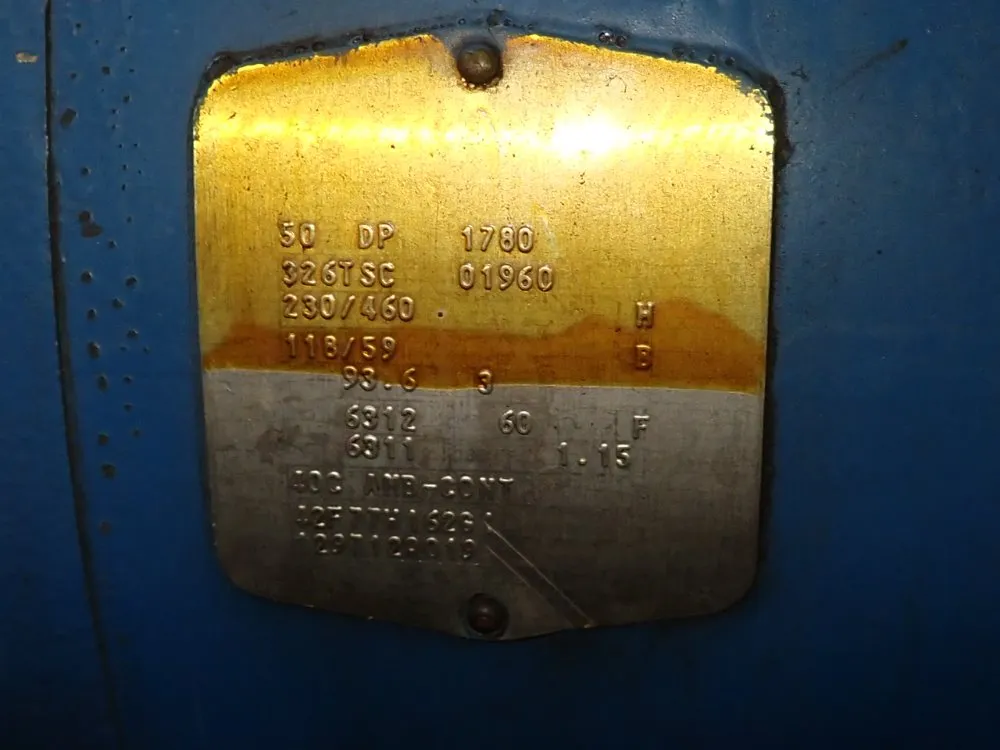 50 DP 1780
326TSC 01960
230/460 H
118/59 B
93.6 3
6312 60 F
6311 1.15
40C AMB-CONT